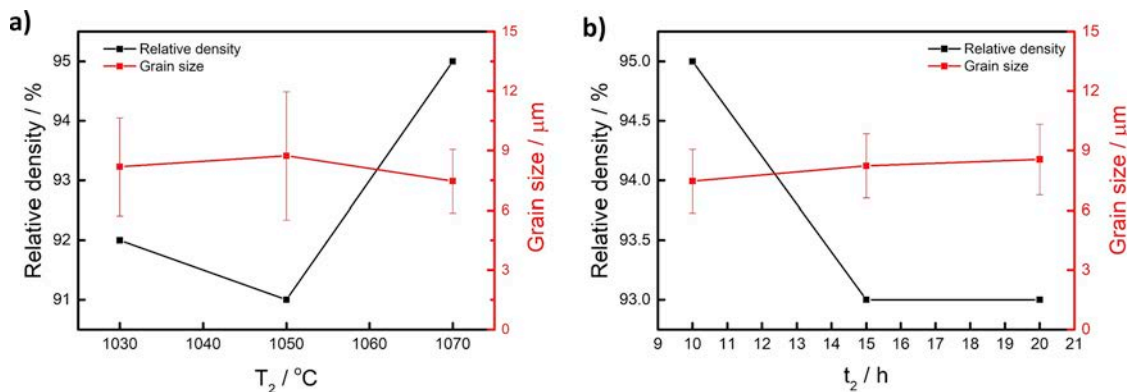 a)
Relative density
Grain size
Relative density / %
95
94
93
92
91
15
12
9
6
3
0
Grain size / μm
1030 1040 1050 1060 1070
T₂ / °C
b)
Relative density
Grain size
Relative density / %
95.0
94.5
94.0
93.5
93.0
15
12
9
6
3
0
Grain size / μm
9 10 11 12 13 14 15 16 17 18 19 20 21
t₂ / h